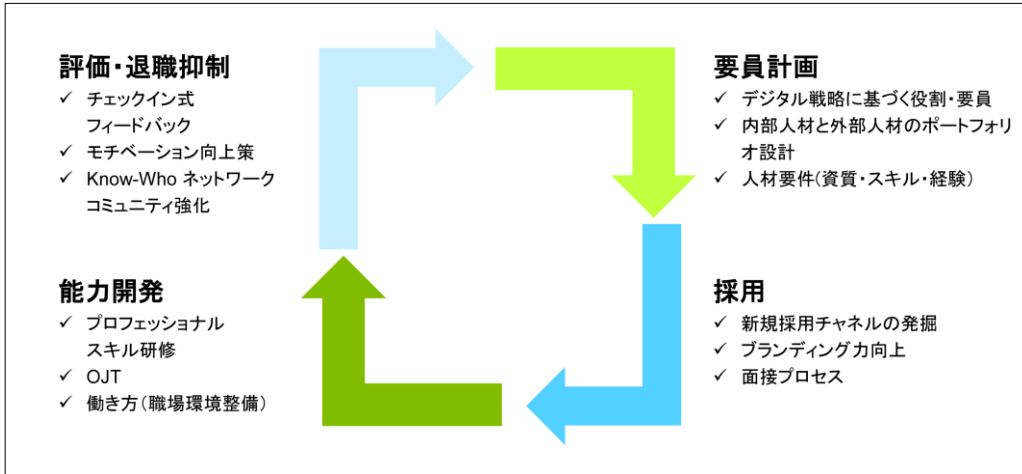 評価・退職抑制
✓ チェックイン式
フィードバック
✓ モチベーション向上策
✓ Know-Who ネットワーク
コミュニティ強化
要員計画
✓ デジタル戦略に基づく役割・要員
✓ 内部人材と外部人材のポートフォリ
オ設計
✓ 人材要件(資質・スキル・経験)
能力開発
✓ プロフェッショナル
スキル研修
✓ OJT
✓ 働き方(職場環境整備)
採用
✓ 新規採用チャネルの発掘
✓ ブランディング力向上
✓ 面接プロセス